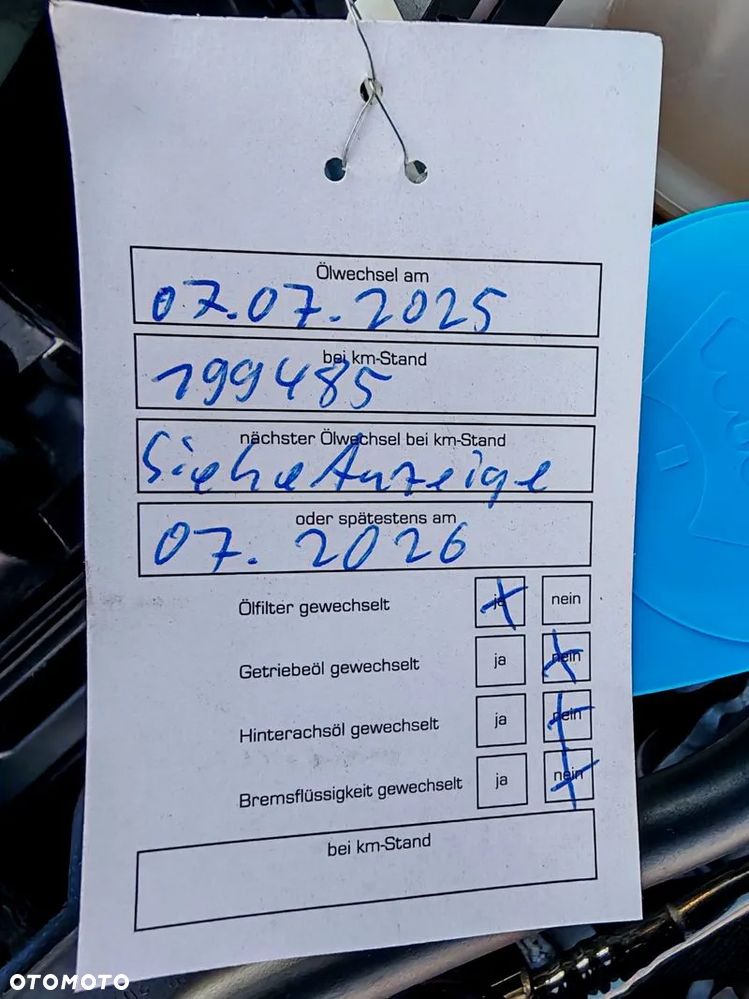 Ölwechsel am
07.07.2025
bei km-Stand
199485
nächster Ölwechsel bei km-Stand
Siehe Anzeige
oder spätestens am
07.2026
Ölfilter gewechselt ja nein
Getriebeöl gewechselt ja nein
Hinterachsöl gewechselt ja nein
Bremsflüssigkeit gewechselt ja nein
bei km-Stand
OTOMOTO